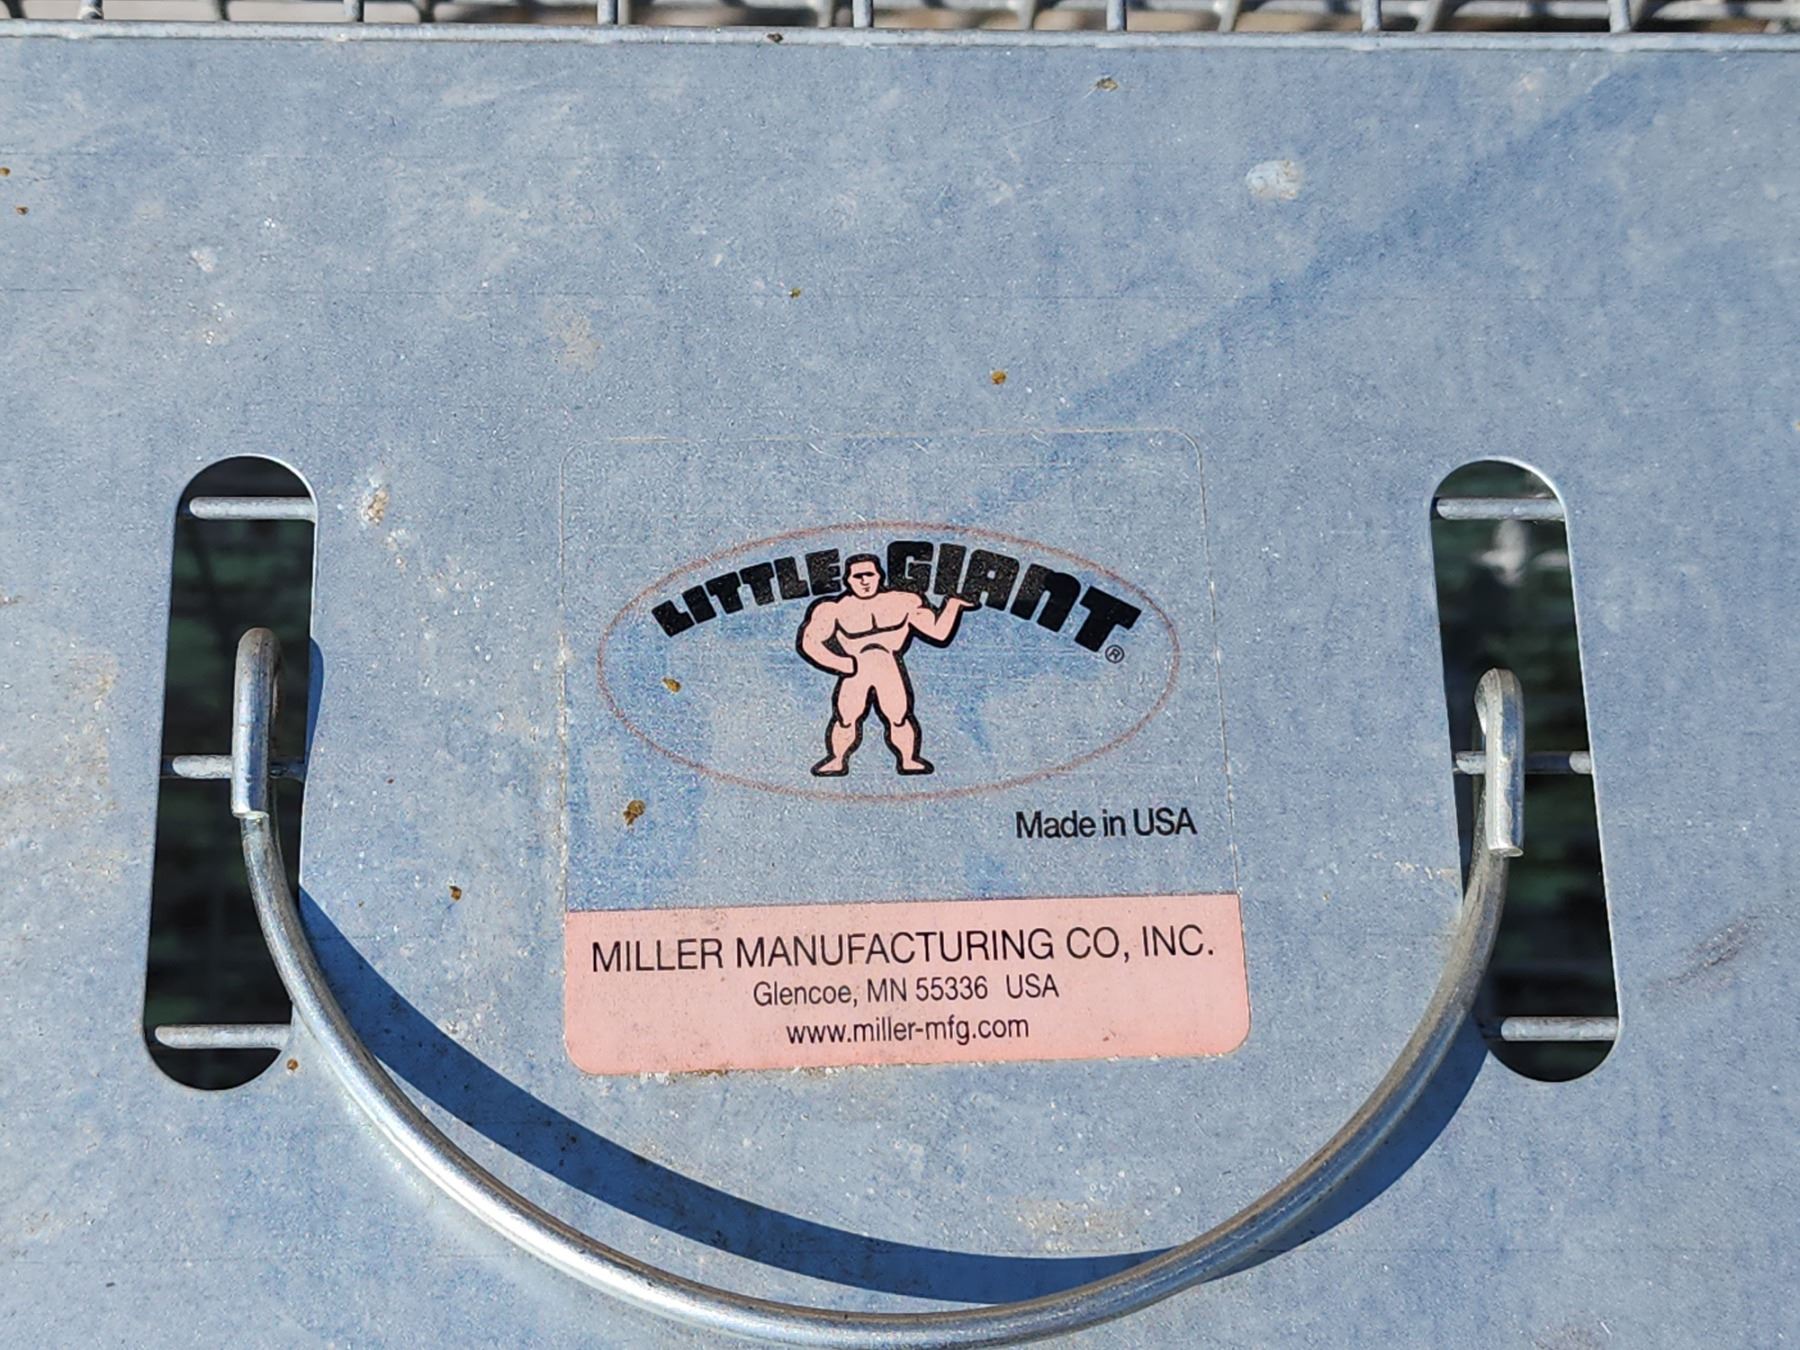 LITTLE GIANT®
Made in USA
MILLER MANUFACTURING CO, INC.
Glencoe, MN 55336 USA
www.miller-mfg.com